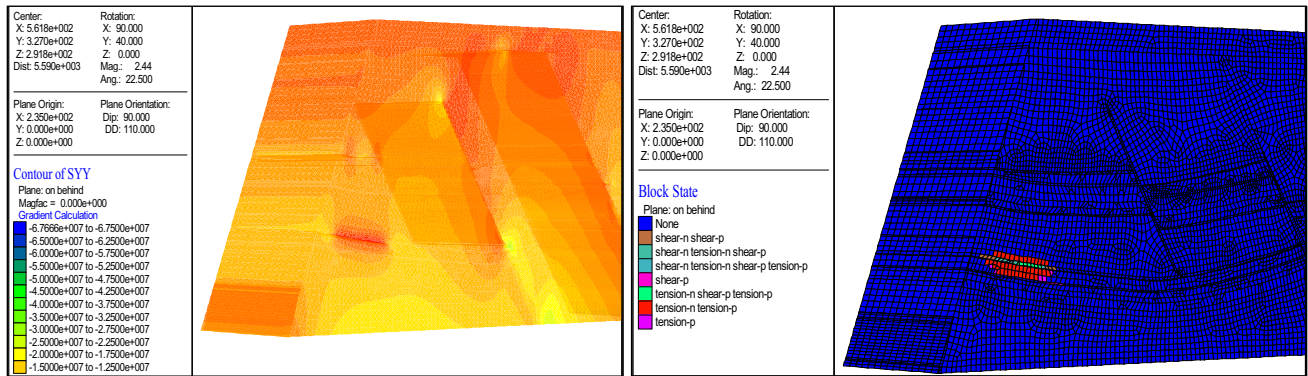 Center:
X: 5.618e+002
Y: 3.270e+002
Z: 2.918e+002
Dist: 5.590e+003
Rotation:
X: 90.000
Y: 40.000
Z: 0.000
Mag.: 2.44
Ang.: 22.500
Plane Origin:
X: 2.350e+002
Y: 0.000e+000
Z: 0.000e+000
Plane Orientation:
Dip: 90.000
DD: 110.000
Contour of SYY
Plane: on behind
Magfac = 0.000e+000
Gradient Calculation
-6.7666e+007 to -6.7500e+007
-6.5000e+007 to -6.2500e+007
-6.0000e+007 to -5.7500e+007
-5.5000e+007 to -5.2500e+007
-5.0000e+007 to -4.7500e+007
-4.5000e+007 to -4.2500e+007
-4.0000e+007 to -3.7500e+007
-3.5000e+007 to -3.2500e+007
-3.0000e+007 to -2.7500e+007
-2.5000e+007 to -2.2500e+007
-2.0000e+007 to -1.7500e+007
-1.5000e+007 to -1.2500e+007
Center:
X: 5.618e+002
Y: 3.270e+002
Z: 2.918e+002
Dist: 5.590e+003
Rotation:
X: 90.000
Y: 40.000
Z: 0.000
Mag.: 2.44
Ang.: 22.500
Plane Origin:
X: 2.350e+002
Y: 0.000e+000
Z: 0.000e+000
Plane Orientation:
Dip: 90.000
DD: 110.000
Block State
Plane: on behind
None
shear-n shear-p
shear-n tension-n shear-p
shear-n tension-n shear-p tension-p
shear-p
tension-n shear-p tension-p
tension-n tension-p
tension-p